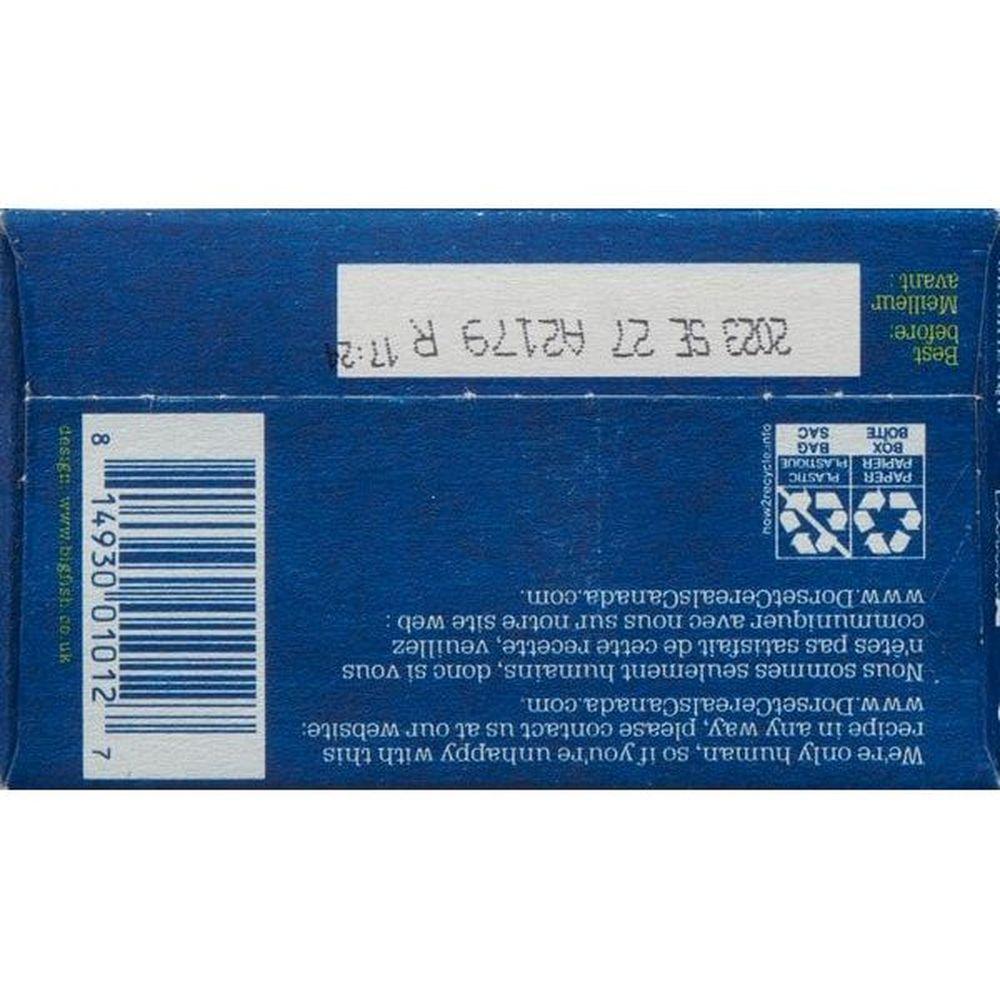 We're only human, so if you're unhappy with this
recipe in any, way, please contact us at our website:
www.DorsetCerealsCanada.com.
Nous sommes seulement humains, donc si vous
n'êtes pas satisfait de cette recette, veuillez
communiquer avec nous sur notre site web :
www.DorsetCerealsCanada.com.
PAPER
PAPIER
BOX
BOÎTE
PLASTIC
PLASTIQUE
BAG
SAC
how2recycle.info
Best
before:
Meilleur
avant :
2023 SE 27 A2179 R 17:24
8 14930 01012 7
design: www.bigfish.co.uk